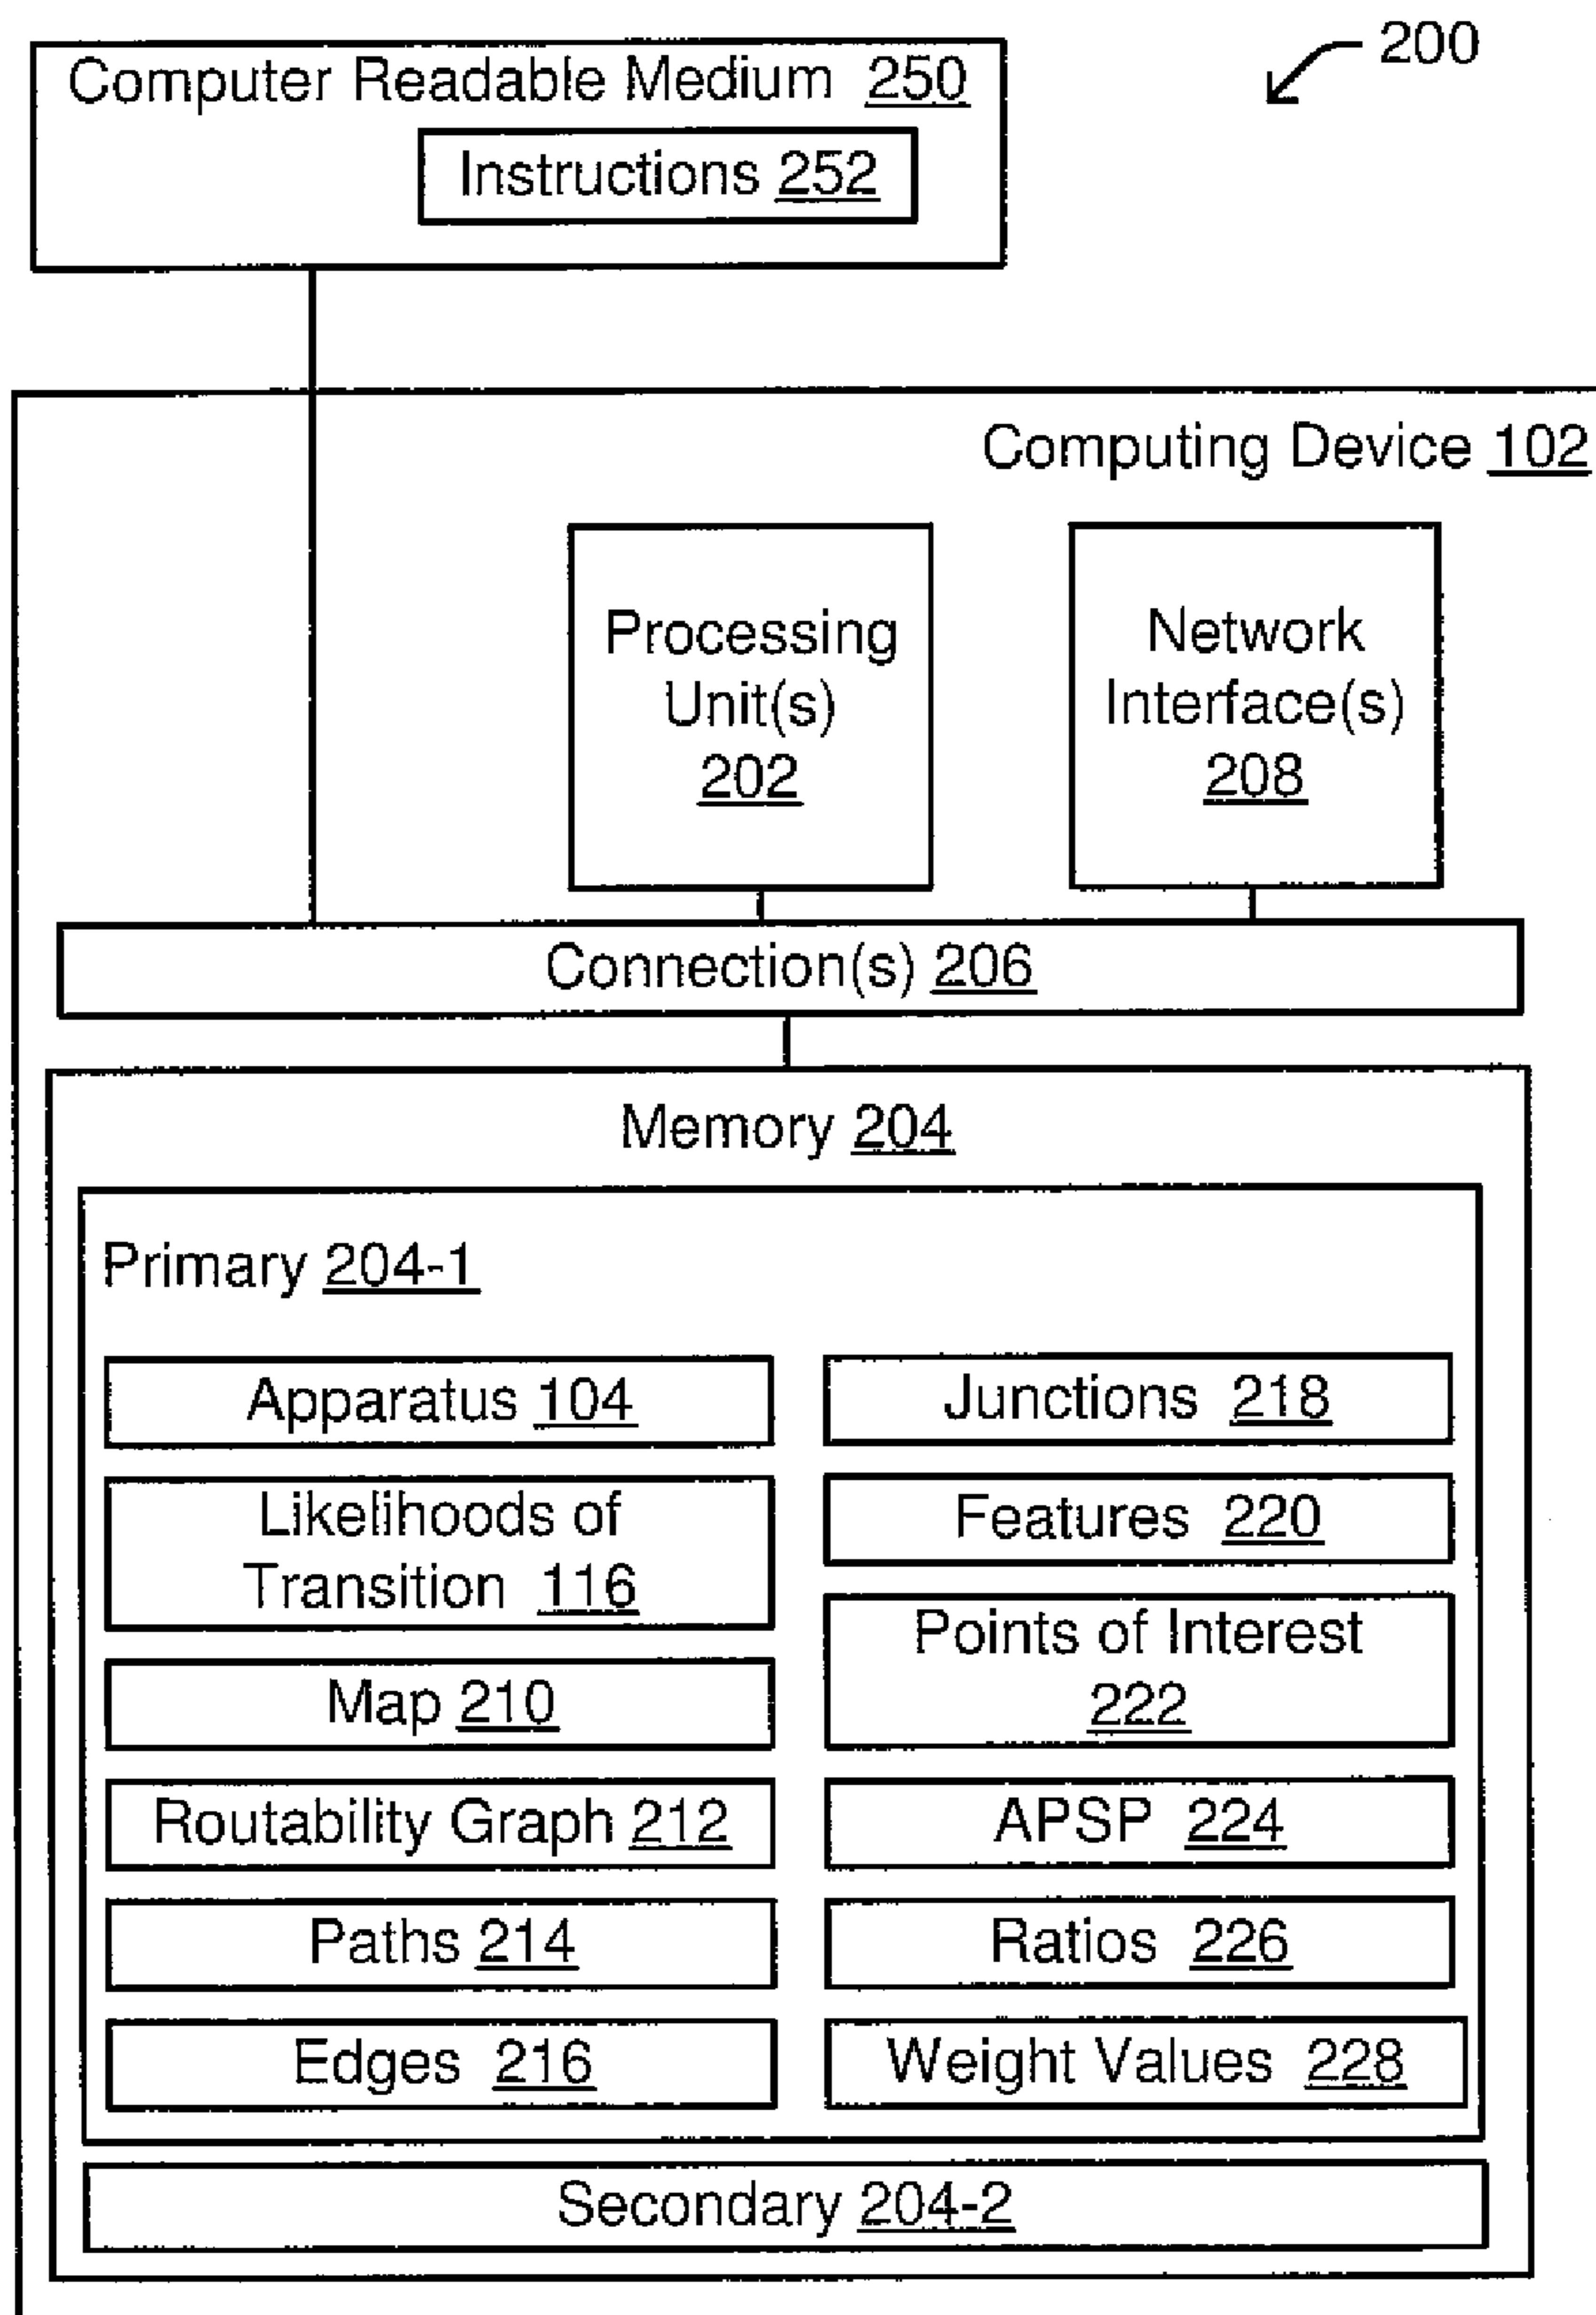 200
Computer Readable Medium 250
Instructions 252
Computing Device 102
Processing
Unit(s)
202
Network
Interface(s)
208
Connection(s) 206
Memory 204
Primary 204-1
Apparatus 104
Likelihoods of
Transition 116
Map 210
Routability Graph 212
Paths 214
Edges 216
Junctions 218
Features 220
Points of Interest
222
APSP 224
Ratios 226
Weight Values 228
Secondary 204-2